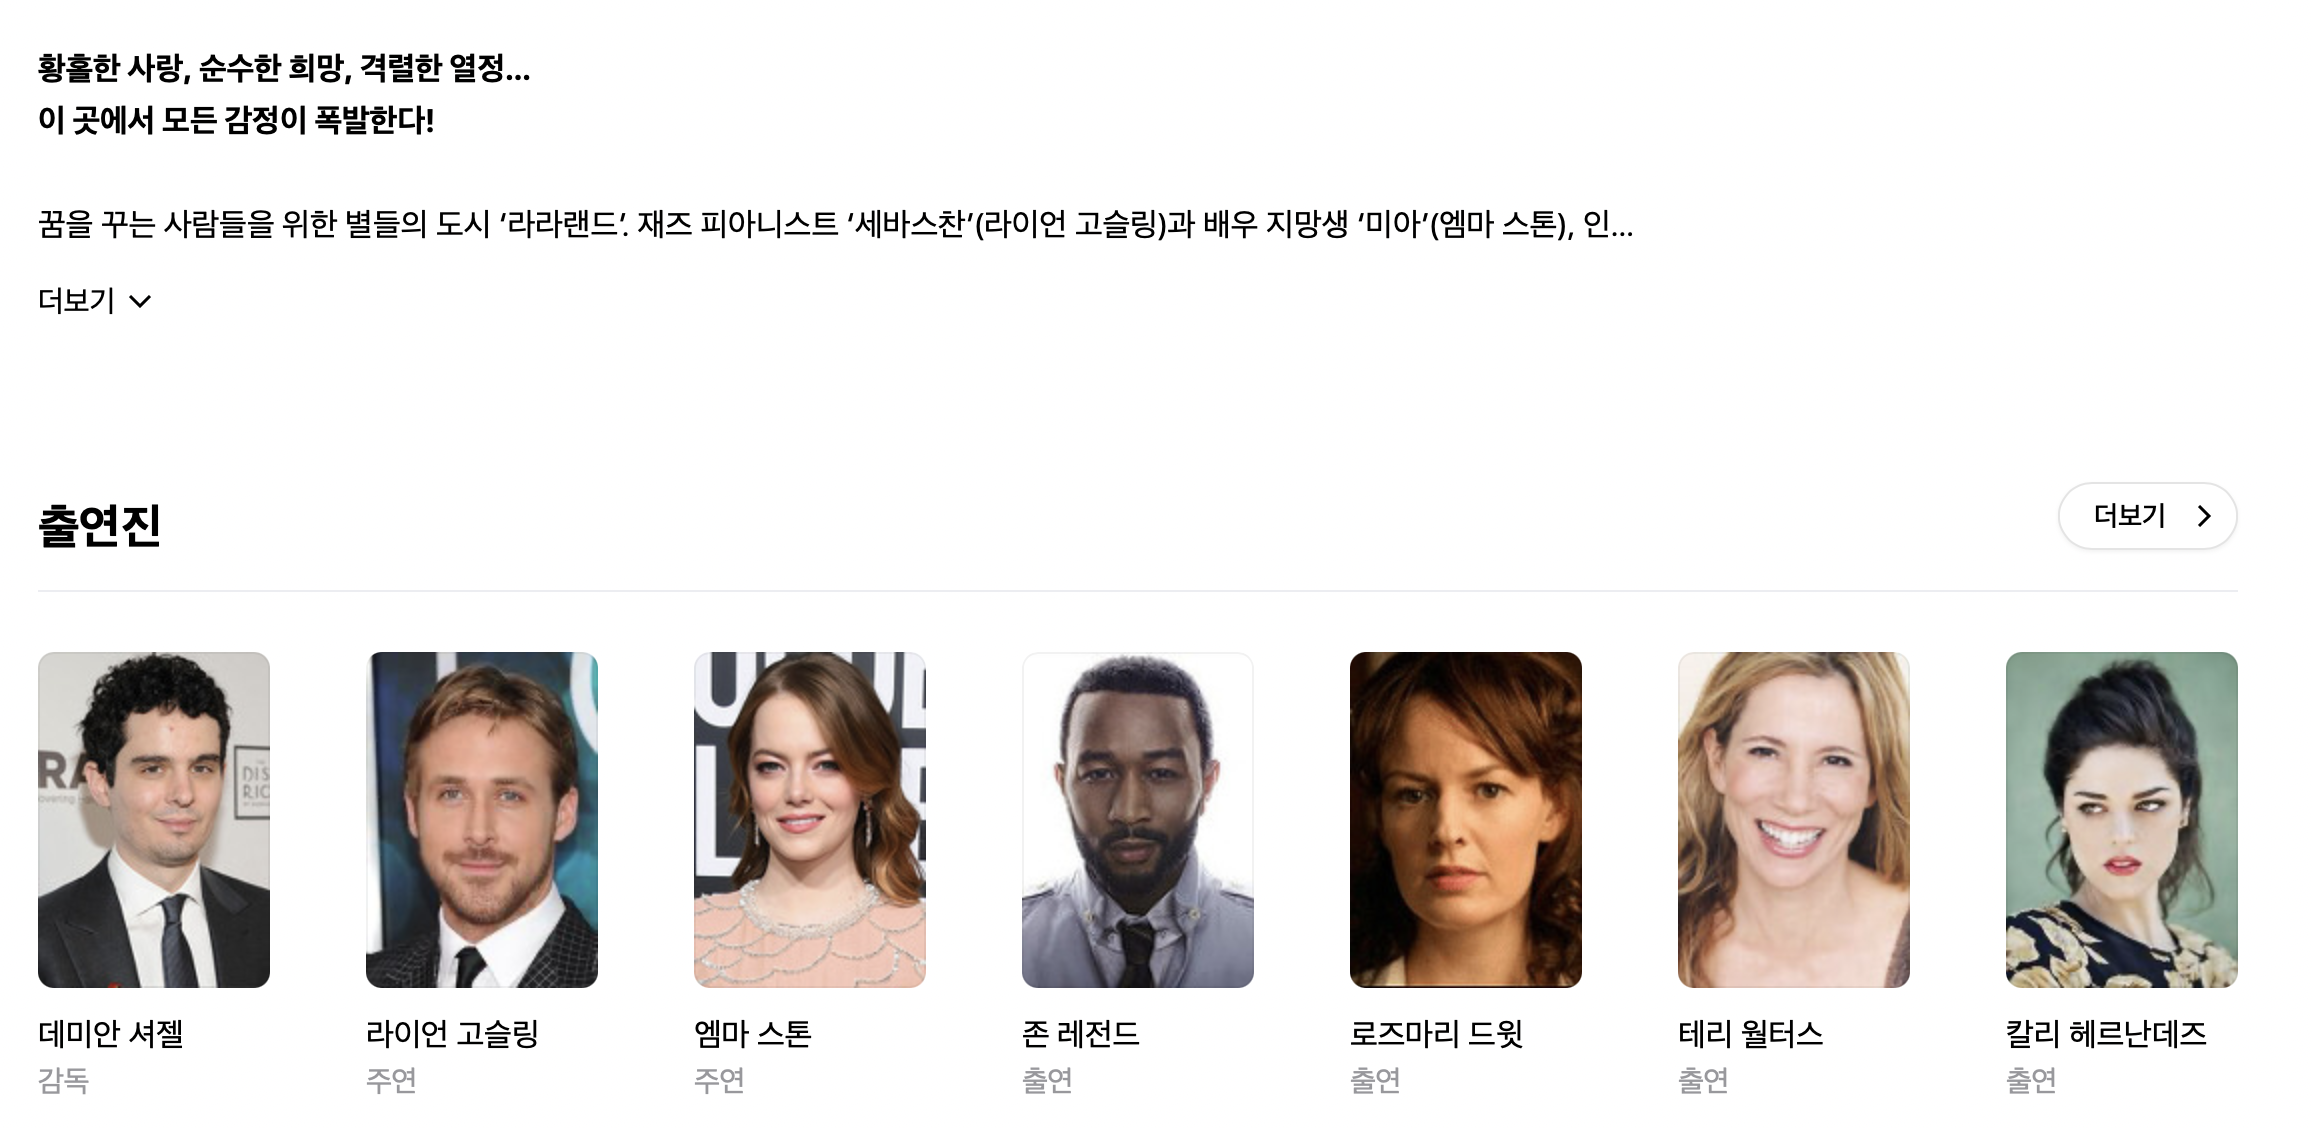 황홀한 사랑, 순수한 희망, 격렬한 열정...
이 곳에서 모든 감정이 폭발한다!
꿈을 꾸는 사람들을 위한 별들의 도시 ‘라라랜드’. 재즈 피아니스트 ‘세바스찬’(라이언 고슬링)과 배우 지망생 ‘미아’(엠마 스톤), 인...
더보기
출연진
더보기
RA
overing
DIS
RIC
데미안 셔젤
감독
라이언 고슬링
주연
엠마 스톤
주연
존 레전드
출연
로즈마리 드윗
출연
테리 월터스
출연
칼리 헤르난데즈
출연